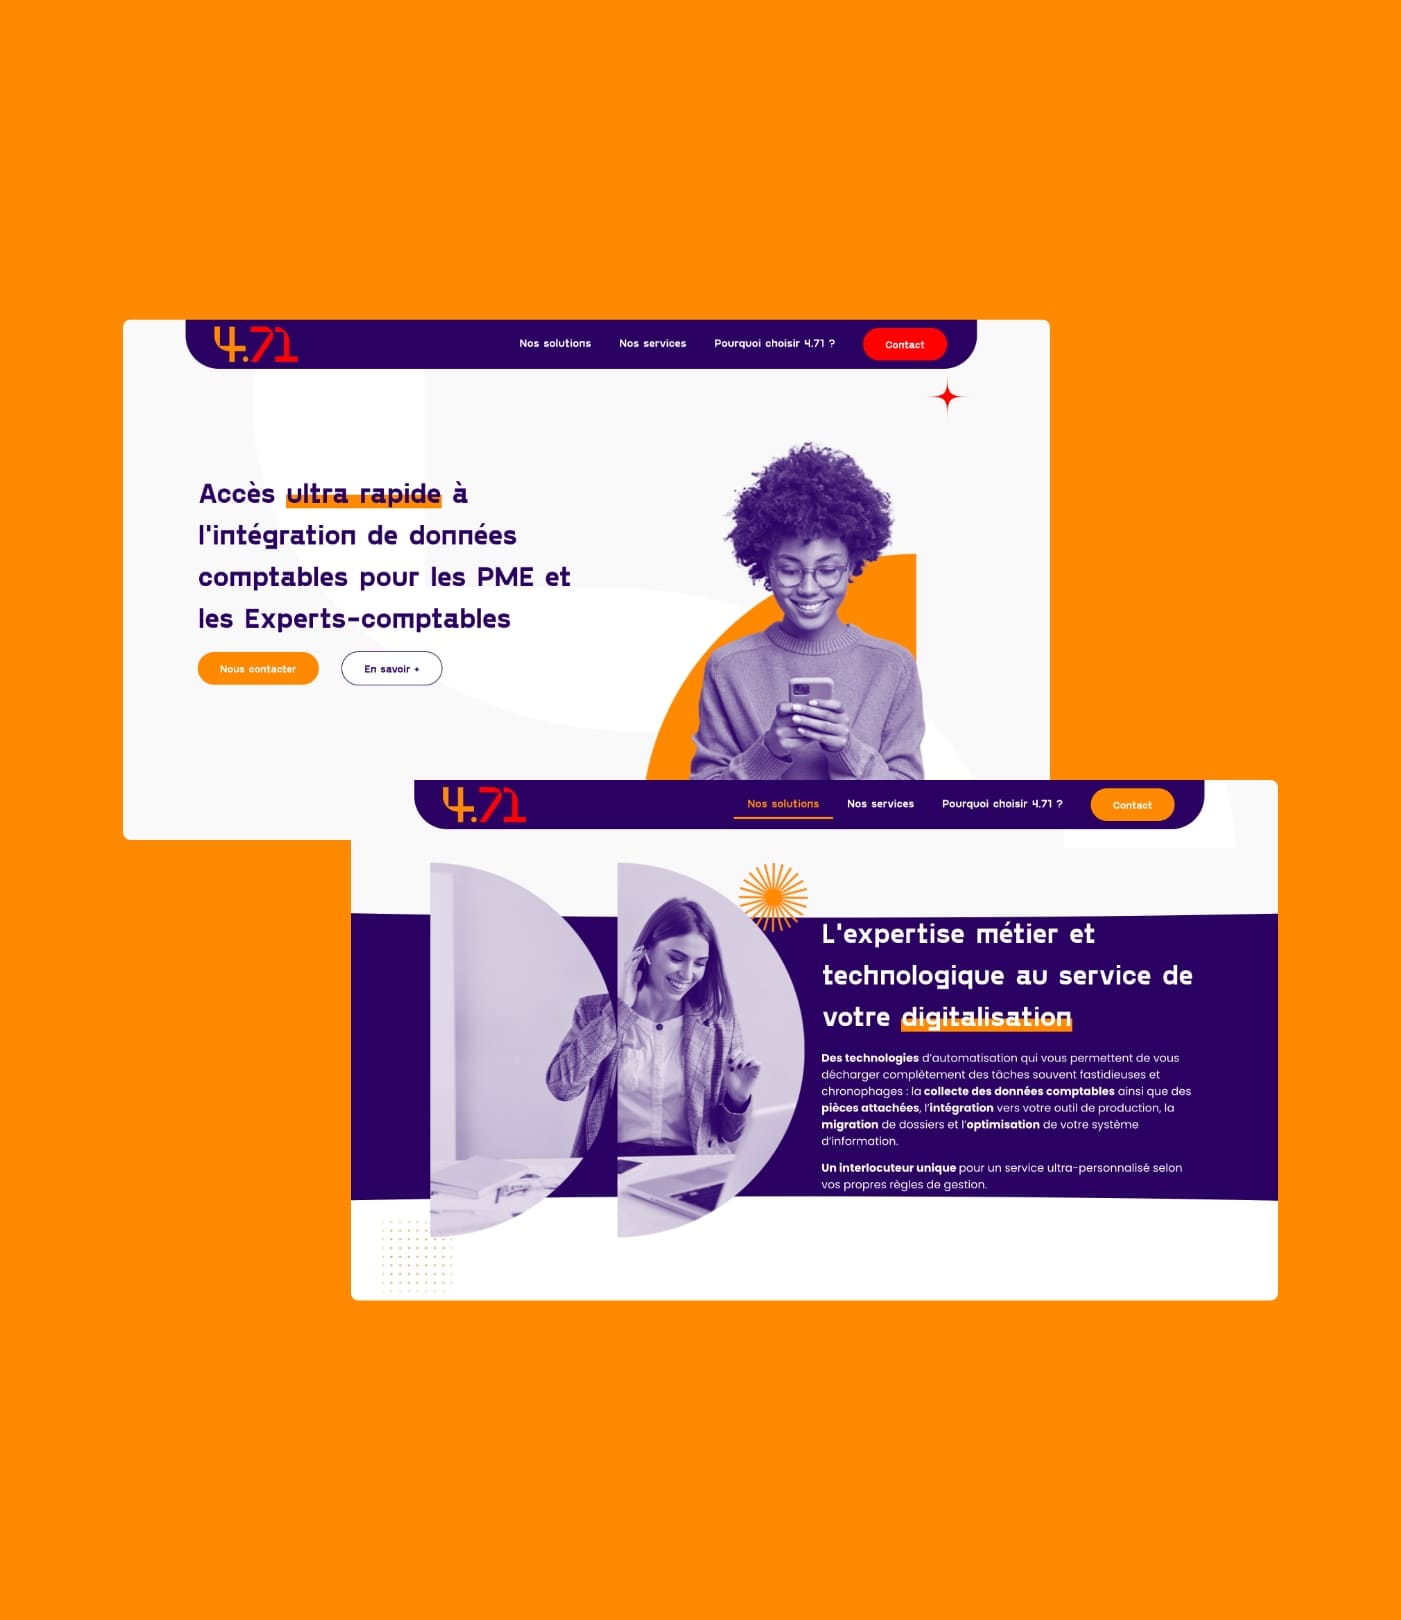 4.71
Nos solutions
Nos services
Pourquoi choisir 4.71 ?
Contact
Accès ultra rapide à
l'intégration de données
comptables pour les PME et
les Experts-comptables
Nous contacter
En savoir +
4.71
Nos solutions
Nos services
Pourquoi choisir 4.71 ?
Contact
L'expertise métier et
technologique au service de
votre digitalisation
Des technologies d'automatisation qui vous permettent de vous
décharger complètement des tâches souvent fastidieuses et
chronophages : la collecte des données comptables ainsi que des
pièces attachées, l'intégration vers votre outil de production, la
migration de dossiers et l'optimisation de votre système
d'information.
Un interlocuteur unique pour un service ultra-personnalisé selon
vos propres règles de gestion.